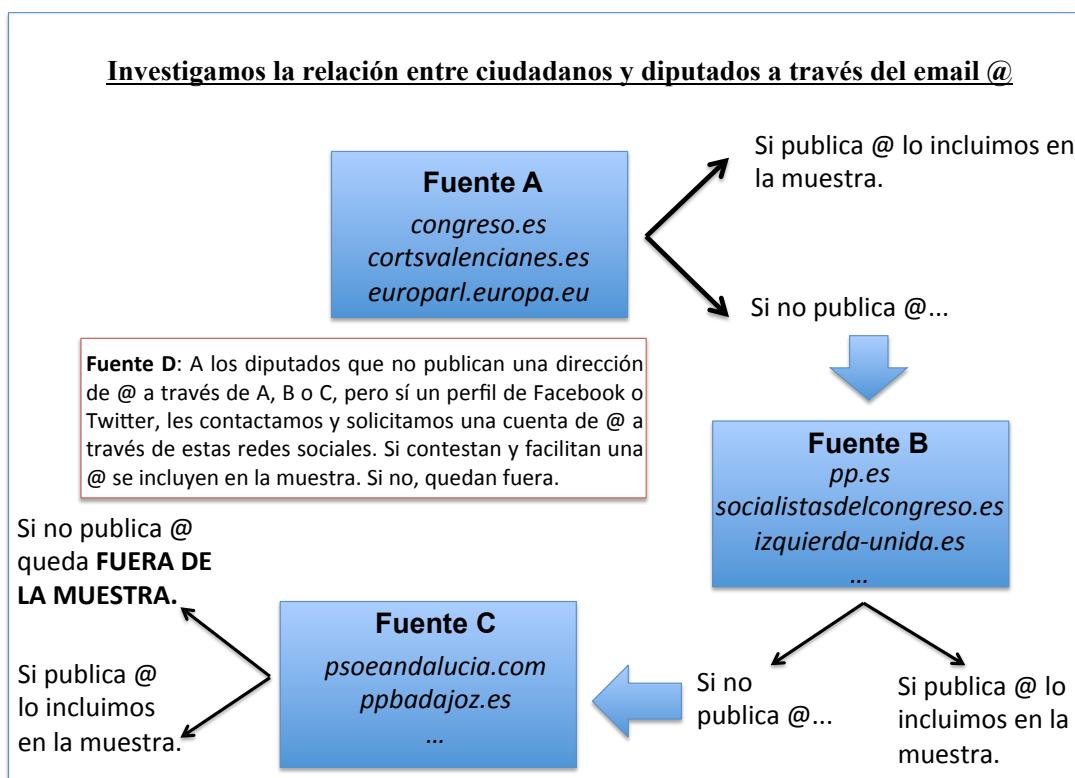 Investigamos la relación entre ciudadanos y diputados a través del email @
Fuente A
congreso.es
cortsvalencianes.es
europarl.europa.eu
Si publica @ lo incluimos en
la muestra.
Si no publica @...
Fuente D: A los diputados que no publican una dirección
de @ a través de A, B o C, pero sí un perfil de Facebook o
Twitter, les contactamos y solicitamos una cuenta de @ a
través de estas redes sociales. Si contestan y facilitan una
@ se incluyen en la muestra. Si no, quedan fuera.
Fuente B
pp.es
socialistasdelcongreso.es
izquierda-unida.es
...
Si no
publica @...
Si publica @ lo
incluimos en la
muestra.
Fuente C
psoeandalucia.com
ppbadajoz.es
...
Si no publica @
queda FUERA DE
LA MUESTRA.
Si publica @
lo incluimos
en la muestra.